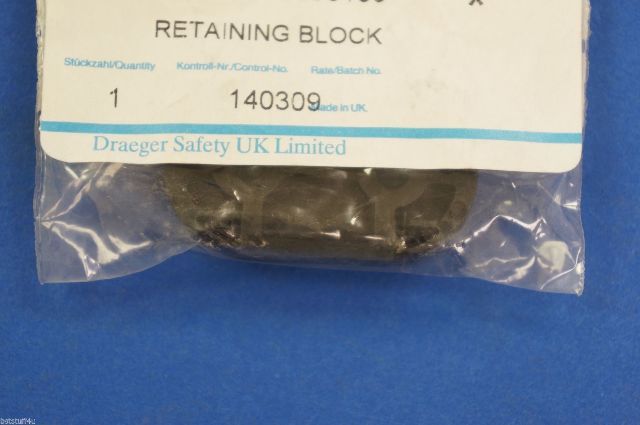 RETAINING BLOCK
Stückzahl/Quantity Kontroll-Nr./Control-No. Rate/Batch No.
1 140309 Made in UK.
Draeger Safety UK Limited
botstuff4u